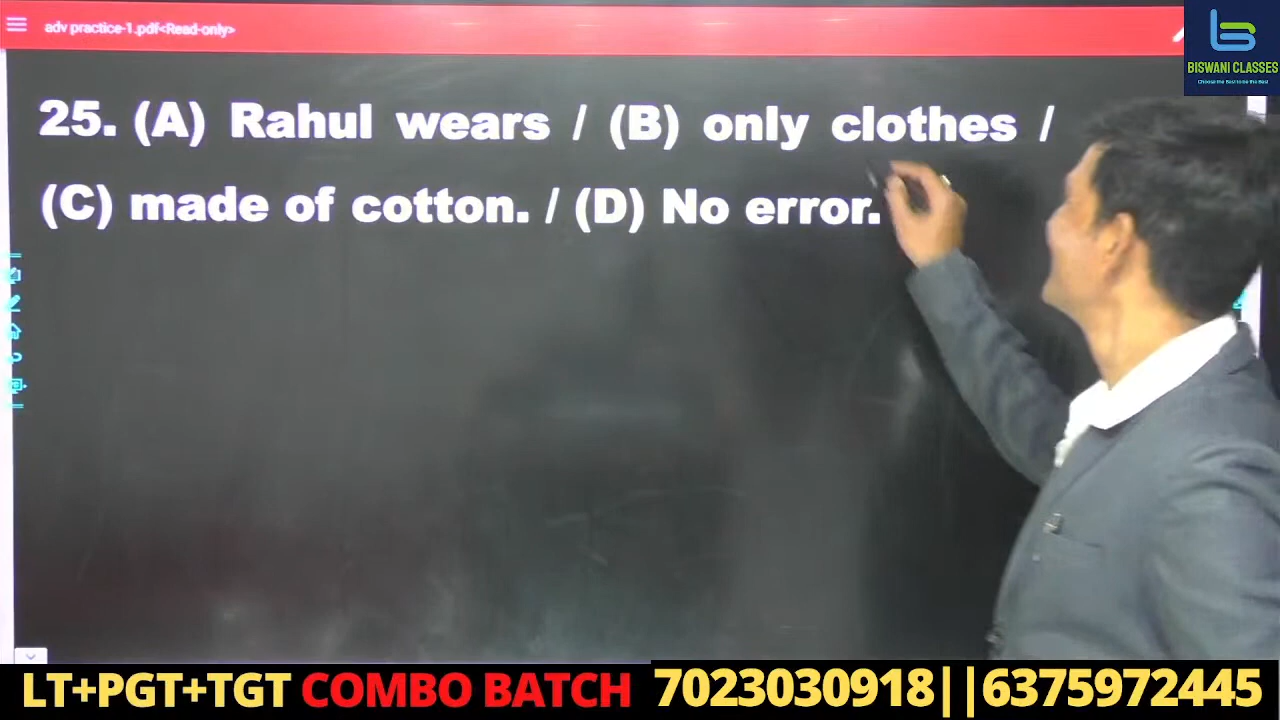 adv practice-1.pdf<Read-only>
BISWANI CLASSES
25. (A) Rahul wears / (B) only clothes /
(C) made of cotton. / (D) No error.
LT+PGT+TGT COMBO BATCH 7023030918||6375972445